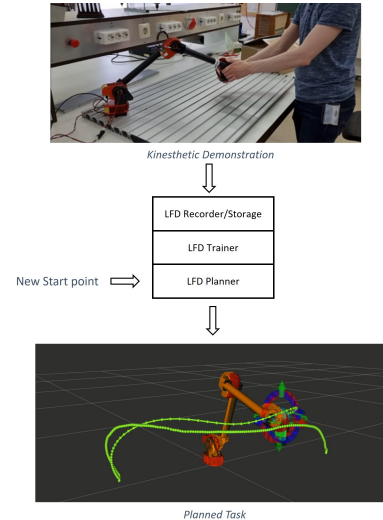 Kinesthetic Demonstration
LFD Recorder/Storage
LFD Trainer
New Start point
LFD Planner
Planned Task